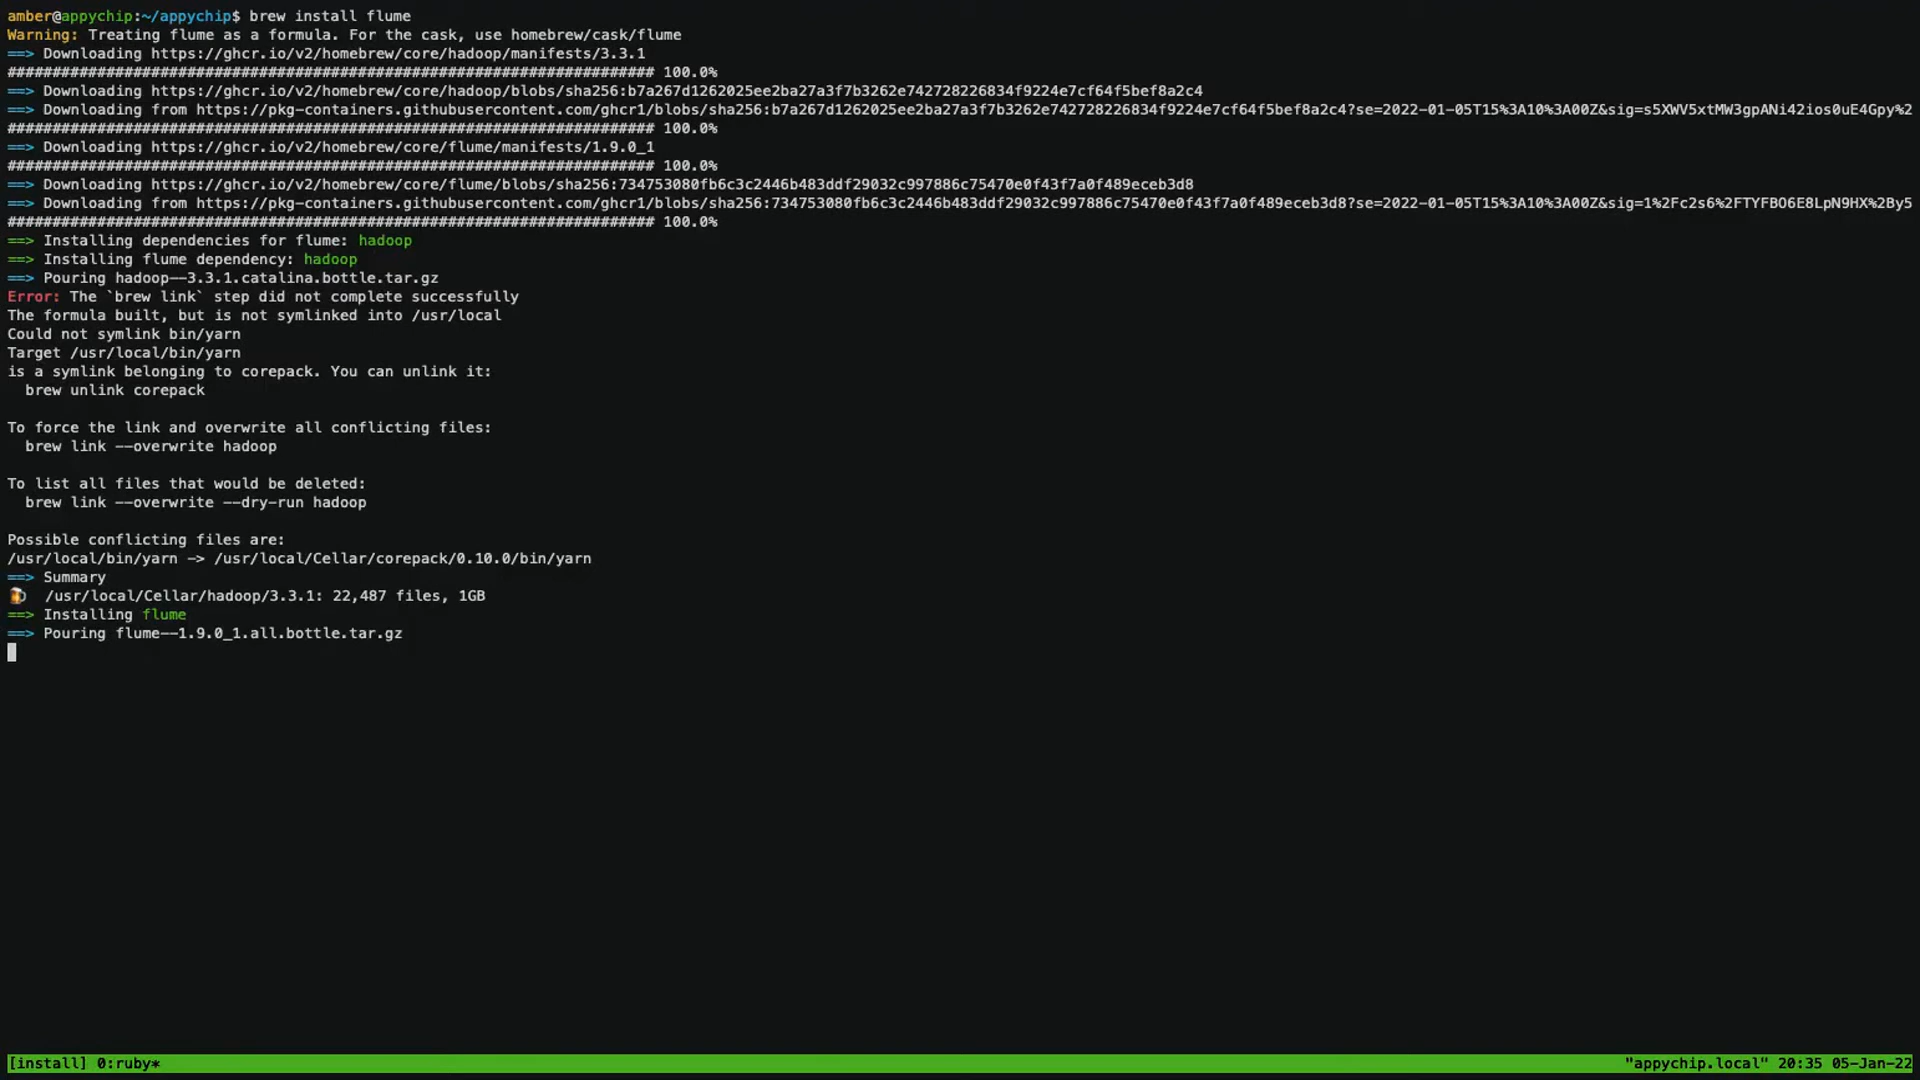 amber@appychip:~/appychip$ brew install flume
Warning: Treating flume as a formula. For the cask, use homebrew/cask/flume
==> Downloading https://ghcr.io/v2/homebrew/core/hadoop/manifests/3.3.1
######################################################################## 100.0%
==> Downloading https://ghcr.io/v2/homebrew/core/hadoop/blobs/sha256:b7a267d1262025ee2ba27a3f7b3262e742728226834f9224e7cf64f5bef8a2c4
==> Downloading from https://pkg-containers.githubusercontent.com/ghcr1/blobs/sha256:b7a267d1262025ee2ba27a3f7b3262e742728226834f9224e7cf64f5bef8a2c4?se=2022-01-05T15%3A10%3A00Z&sig=s5XWV5xtMW3gpANi42ios0uE4Gpy%2
######################################################################## 100.0%
==> Downloading https://ghcr.io/v2/homebrew/core/flume/manifests/1.9.0_1
######################################################################## 100.0%
==> Downloading https://ghcr.io/v2/homebrew/core/flume/blobs/sha256:734753080fb6c3c2446b483ddf29032c997886c75470e0f43f7a0f489eceb3d8
==> Downloading from https://pkg-containers.githubusercontent.com/ghcr1/blobs/sha256:734753080fb6c3c2446b483ddf29032c997886c75470e0f43f7a0f489eceb3d8?se=2022-01-05T15%3A10%3A00Z&sig=1%2Fc2s6%2FTYFBO6E8LpN9HX%2By5
######################################################################## 100.0%
==> Installing dependencies for flume: hadoop
==> Installing flume dependency: hadoop
==> Pouring hadoop--3.3.1.catalina.bottle.tar.gz
Error: The `brew link` step did not complete successfully
The formula built, but is not symlinked into /usr/local
Could not symlink bin/yarn
Target /usr/local/bin/yarn
is a symlink belonging to corepack. You can unlink it:
  brew unlink corepack

To force the link and overwrite all conflicting files:
  brew link --overwrite hadoop

To list all files that would be deleted:
  brew link --overwrite --dry-run hadoop

Possible conflicting files are:
/usr/local/bin/yarn -> /usr/local/Cellar/corepack/0.10.0/bin/yarn
==> Summary
🍺  /usr/local/Cellar/hadoop/3.3.1: 22,487 files, 1GB
==> Installing flume
==> Pouring flume--1.9.0_1.all.bottle.tar.gz
[install] 0:ruby* "appychip.local" 20:35 05-Jan-22